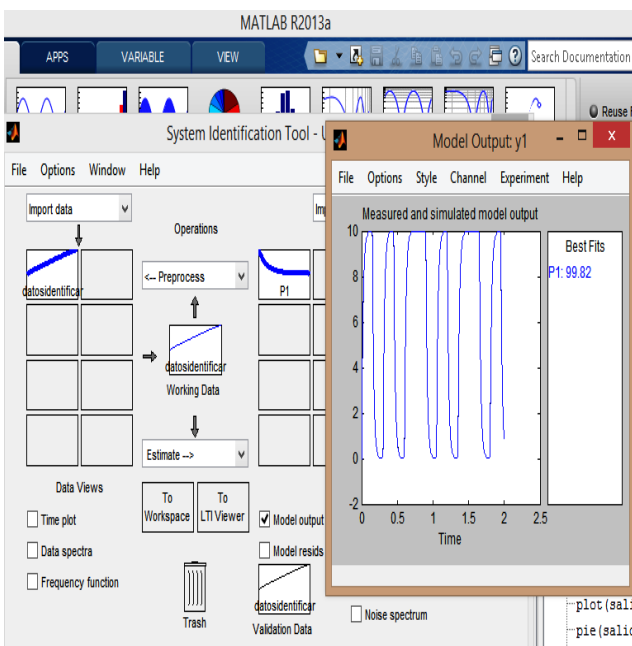 MATLAB R2013a
APPS VARIABLE VIEW
Search Documentation
Reuse
System Identification Tool -
File Options Window Help
Import data
Operations
<-- Preprocess
datosidentificar
P1
datosidentificar
Working Data
Estimate -->
Data Views
To Workspace
To LTI Viewer
Time plot
Data spectra
Frequency function
Model output
Model resids
Trash
datosidentificar
Validation Data
Noise spectrum
Model Output: y1
File Options Style Channel Experiment Help
Measured and simulated model output
10
8
6
4
2
0
-2
0 0.5 1 1.5 2 2.5
Time
Best Fits
P1: 99.82
plot(sali
pie(salid